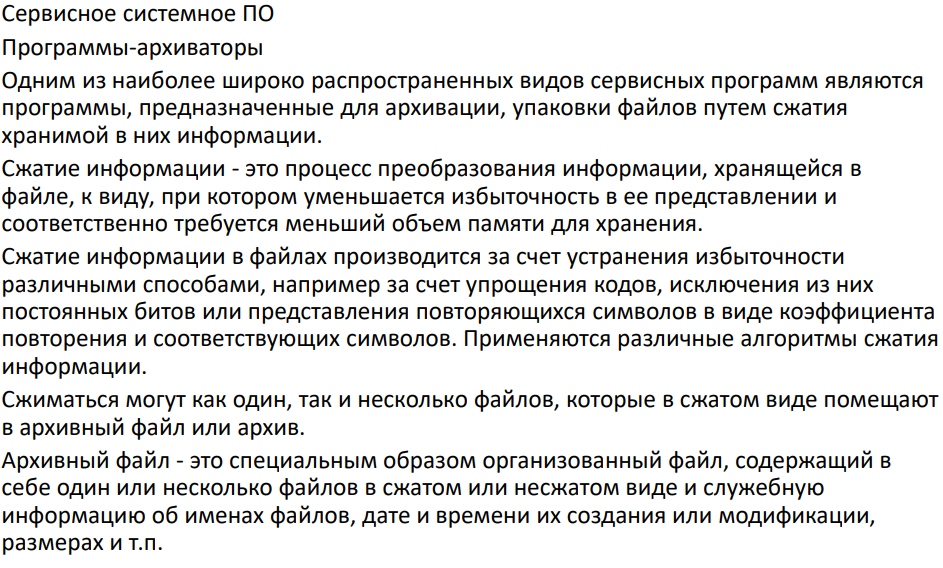 Сервисное системное ПО
Программы-архиваторы
Одним из наиболее широко распространенных видов сервисных программ являются
программы, предназначенные для архивации, упаковки файлов путем сжатия
хранимой в них информации.
Сжатие информации - это процесс преобразования информации, хранящейся в
файле, к виду, при котором уменьшается избыточность в ее представлении и
соответственно требуется меньший объем памяти для хранения.
Сжатие информации в файлах производится за счет устранения избыточности
различными способами, например за счет упрощения кодов, исключения из них
постоянных битов или представления повторяющихся символов в виде коэффициента
повторения и соответствующих символов. Применяются различные алгоритмы сжатия
информации.
Сжиматься могут как один, так и несколько файлов, которые в сжатом виде помещают
в архивный файл или архив.
Архивный файл - это специальным образом организованный файл, содержащий в
себе один или несколько файлов в сжатом или несжатом виде и служебную
информацию об именах файлов, дате и времени их создания или модификации,
размерах и т.п.